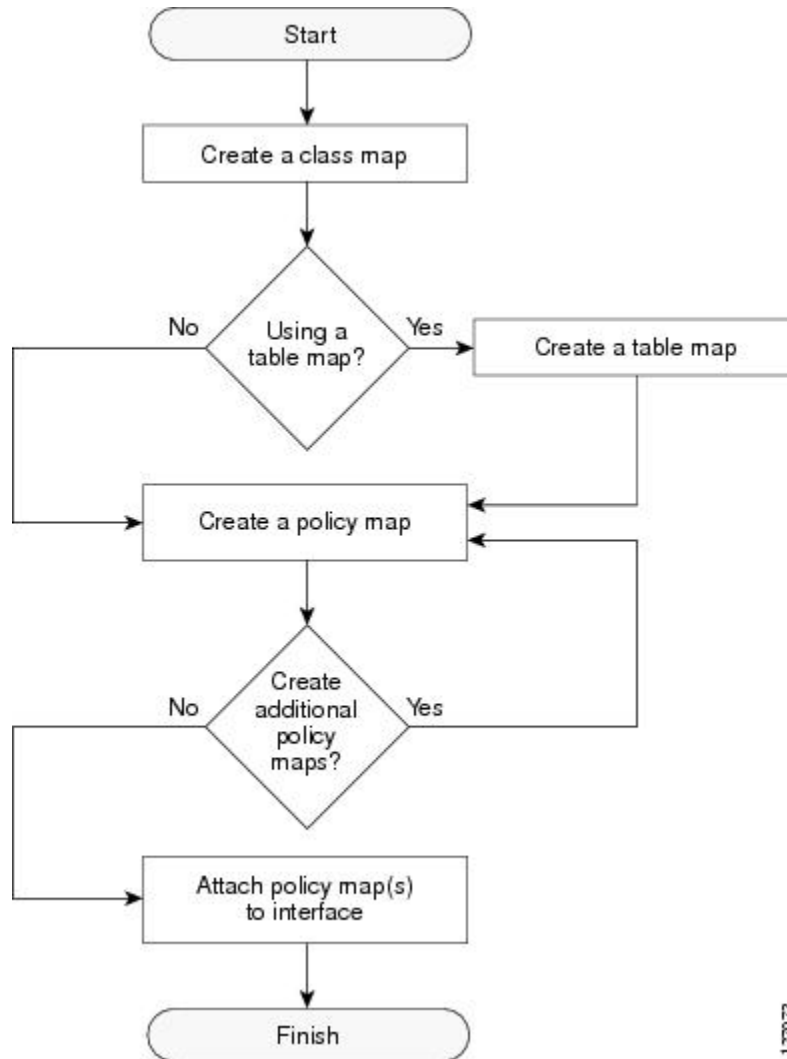 Start
Create a class map
Using a
table map?
No
Yes
Create a table map
Create a policy map
Create
additional
policy
maps?
No
Yes
Attach policy map(s)
to interface
Finish